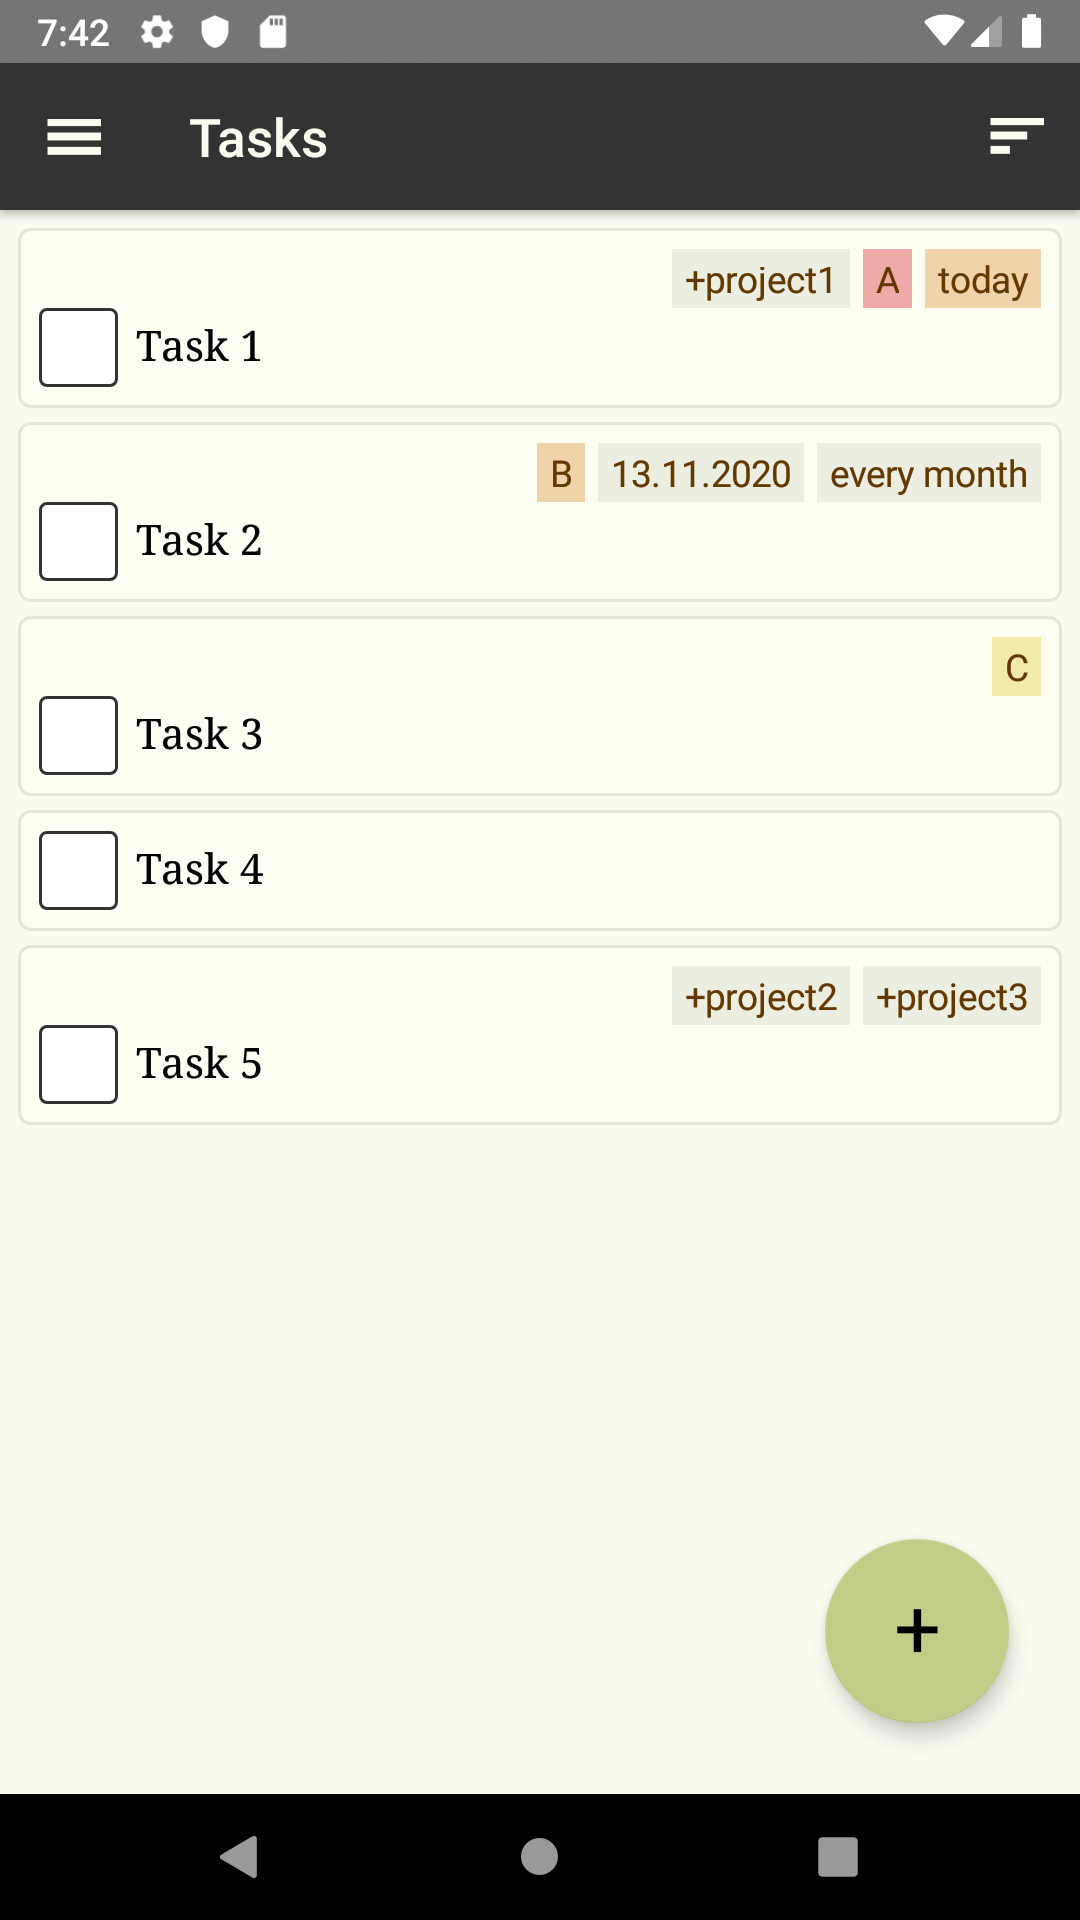 7:42
Tasks
+project1 A today
Task 1
B 13.11.2020 every month
Task 2
C
Task 3
Task 4
+project2 +project3
Task 5
+